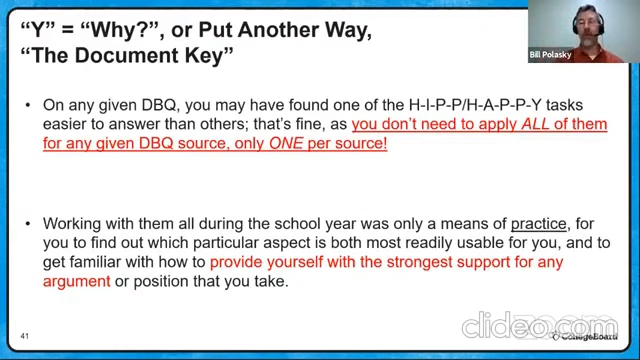 “Y” = “Why?”, or Put Another Way,
“The Document Key”
Bill Polasky
• On any given DBQ, you may have found one of the H-I-P-P/H-A-P-P-Y tasks
easier to answer than others; that’s fine, as you don’t need to apply ALL of them
for any given DBQ source, only ONE per source!
• Working with them all during the school year was only a means of practice, for
you to find out which particular aspect is both most readily usable for you, and to
get familiar with how to provide yourself with the strongest support for any
argument or position that you take.
41
clideo.com
CollegeBoard